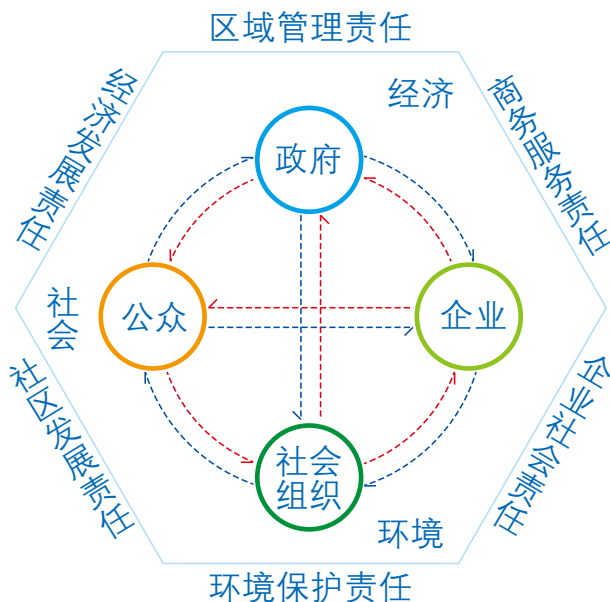 区域管理责任
经济
经济发展责任
商务服务责任
政府
社会
公众
企业
社区发展责任
企业社会责任
社会
组织
环境
环境保护责任